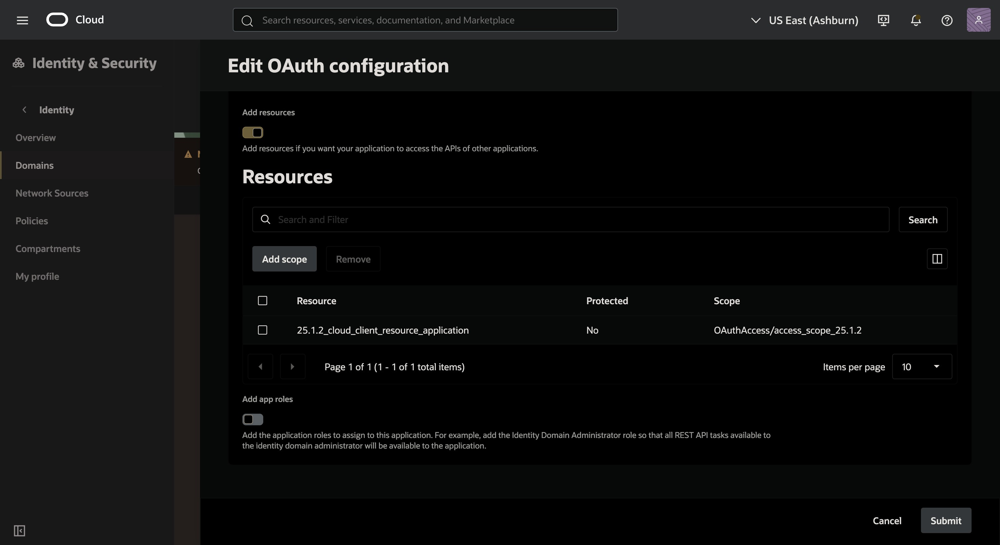 Cloud
Search resources, services, documentation, and Marketplace
US East (Ashburn)
Identity & Security
Identity
Overview
Domains
Network Sources
Policies
Compartments
My profile
Edit OAuth configuration
Add resources
Add resources if you want your application to access the APIs of other applications.
Resources
Search and Filter
Search
Add scope
Remove
Resource
Protected
Scope
25.1.2_cloud_client_resource_application
No
OAuthAccess/access_scope_25.1.2
Page 1 of 1 (1 - 1 of 1 total items)
Items per page
10
Add app roles
Add the application roles to assign to this application. For example, add the Identity Domain Administrator role so that all REST API tasks available to
the identity domain administrator will be available to the application.
Cancel
Submit